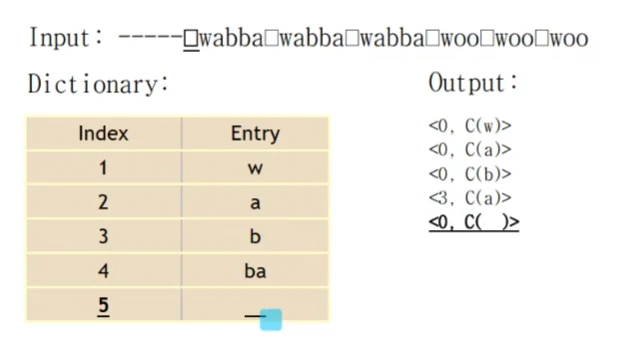 Input: -----□wabba□wabba□wabba□woo□woo□woo
Dictionary:
Output:
Index Entry
1 w
2 a
3 b
4 ba
5 __
<0, C(w)>
<0, C(a)>
<0, C(b)>
<3, C(a)>
<0, C( )>